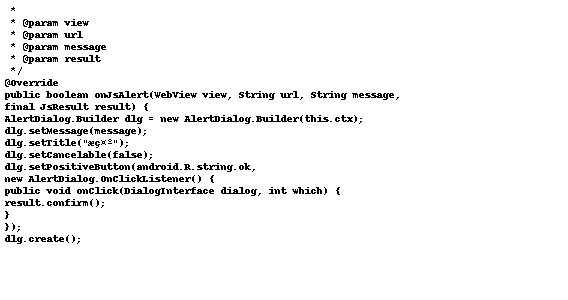 *
* @param view
* @param url
* @param message
* @param result
*/
@Override
public boolean onJsAlert(WebView view, String url, String message,
final JsResult result) {
AlertDialog.Builder dlg = new AlertDialog.Builder(this.ctx);
dlg.setMessage(message);
dlg.setTitle("æç¤º");
dlg.setCancelable(false);
dlg.setPositiveButton(android.R.string.ok,
new AlertDialog.OnClickListener() {
public void onClick(DialogInterface dialog, int which) {
result.confirm();
}
});
dlg.create();